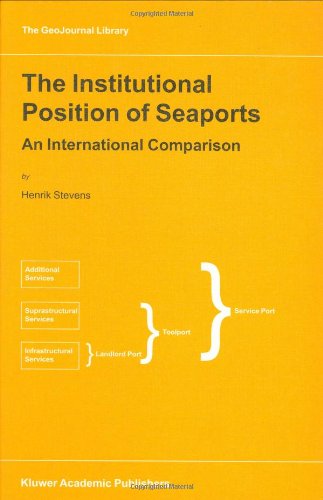 The GeoJournal Library
The Institutional
Position of Seaports
An International Comparison
by
Henrik Stevens
Additional
Services
Suprastructural
Services
Infrastructural
Services
Landlord Port
Toolport
Service Port
Kluwer Academic Publishers